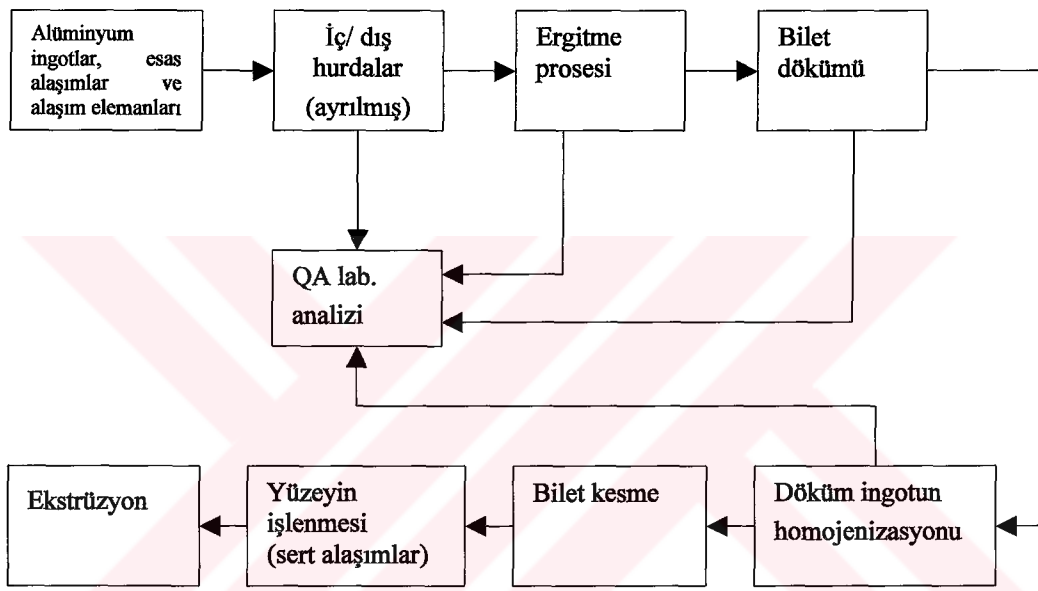 Alüminyum
ingotlar, esas
alaşımlar ve
alaşım elemanları
İç/ dış
hurdalar
(ayrılmış)
Ergitme
prosesi
Bilet
dökümü
QA lab.
analizi
Ekstrüzyon
Yüzeyin
işlenmesi
(sert alaşımlar)
Bilet kesme
Döküm ingotun
homojenizasyonu